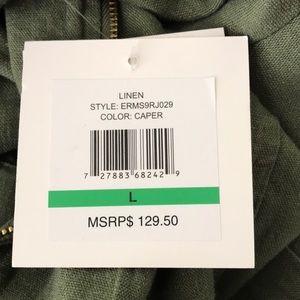 LINEN
STYLE: ERMS9RJ029
COLOR: CAPER
7 27883 68242 9
L
MSRP$ 129.50